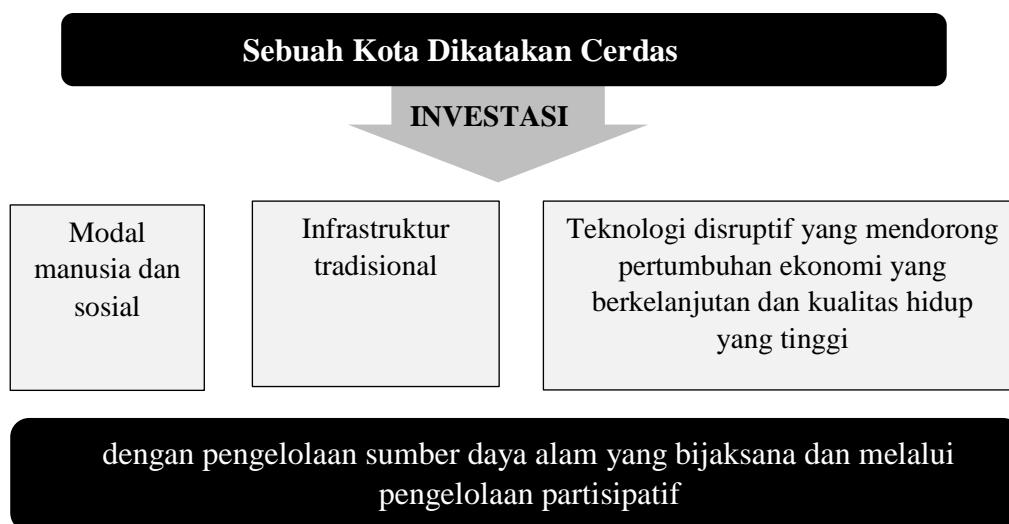 Sebuah Kota Dikatakan Cerdas
INVESTASI
Modal
manusia dan
sosial
Infrastruktur
tradisional
Teknologi disruptif yang mendorong
pertumbuhan ekonomi yang
berkelanjutan dan kualitas hidup
yang tinggi
dengan pengelolaan sumber daya alam yang bijaksana dan melalui
pengelolaan partisipatif